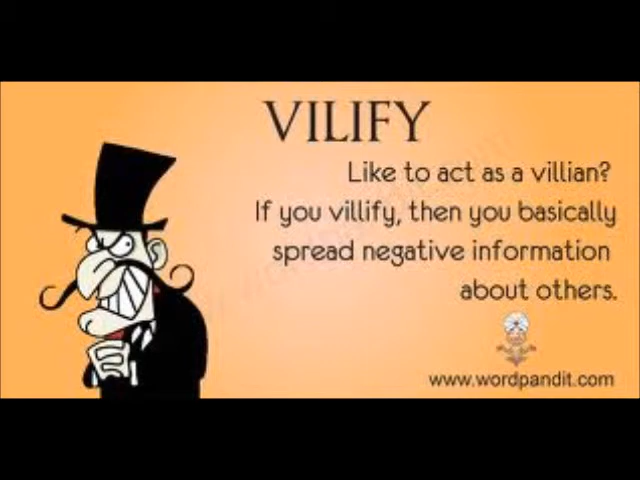 VILIFY
Like to act as a villian?
If you villify, then you basically
spread negative information
about others.
www.wordpandit.com